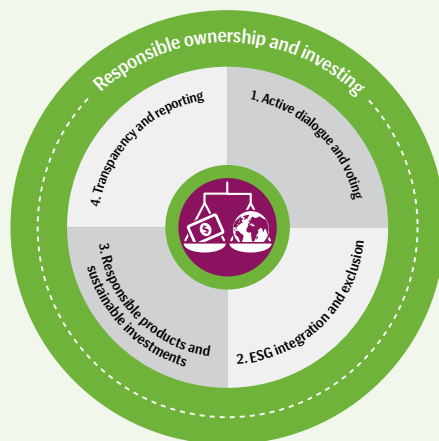 Responsible ownership and investing
1. Active dialogue and voting
2. ESG integration and exclusion
3. Responsible products and
sustainable investments
4. Transparency and reporting
$